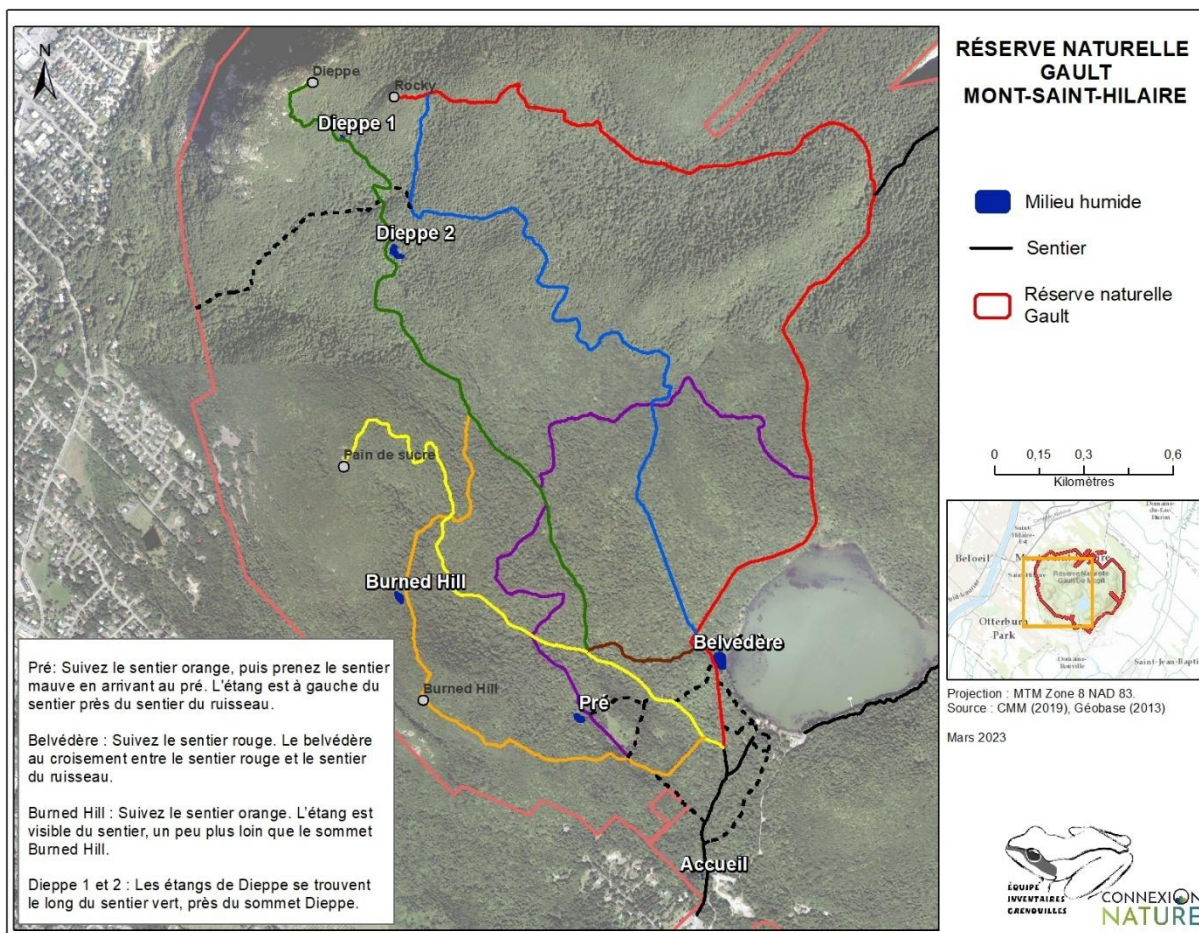 N
Dieppe
Rocky
Dieppe 1
Dieppe 2
Pain de sucre
Burned Hill
Belvédère
Burned Hill
Pré
Accueil
Pré: Suivez le sentier orange, puis prenez le sentier
mauve en arrivant au pré. L'étang est à gauche du
sentier près du sentier du ruisseau.
Belvédère : Suivez le sentier rouge. Le belvédère
au croisement entre le sentier rouge et le sentier
du ruisseau.
Burned Hill : Suivez le sentier orange. L'étang est
visible du sentier, un peu plus loin que le sommet
Burned Hill.
Dieppe 1 et 2 : Les étangs de Dieppe se trouvent
le long du sentier vert, près du sommet Dieppe.
RÉSERVE NATURELLE
GAULT
MONT-SAINT-HILAIRE
Milieu humide
Sentier
Réserve naturelle
Gault
0 0,15 0,3 0,6
Kilomètres
Beloeil
Saint-
Hilaire-
Est
Otterburn
Park
Saint-Jean-Baptis
Projection : MTM Zone 8 NAD 83.
Source : CMM (2019), Géobase (2013)
Mars 2023
ÉQUIPE
INVENTAIRES
GRENOUILLES
CONNEXION
NATURE